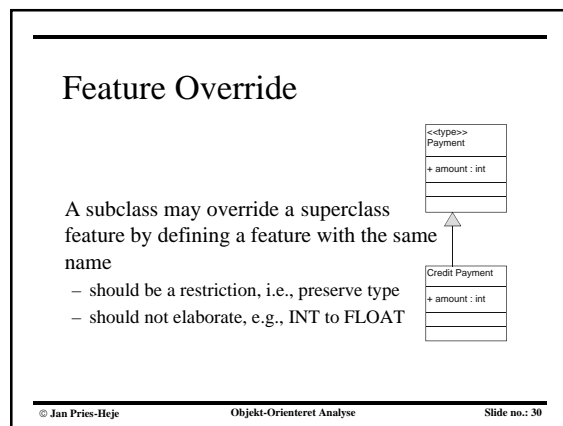 Feature Override
<<type>>
Payment
+ amount : int
A subclass may override a superclass
feature by defining a feature with the same
name
– should be a restriction, i.e., preserve type
– should not elaborate, e.g., INT to FLOAT
Credit Payment
+ amount : int
© Jan Pries-Heje Objekt-Orienteret Analyse Slide no.: 30